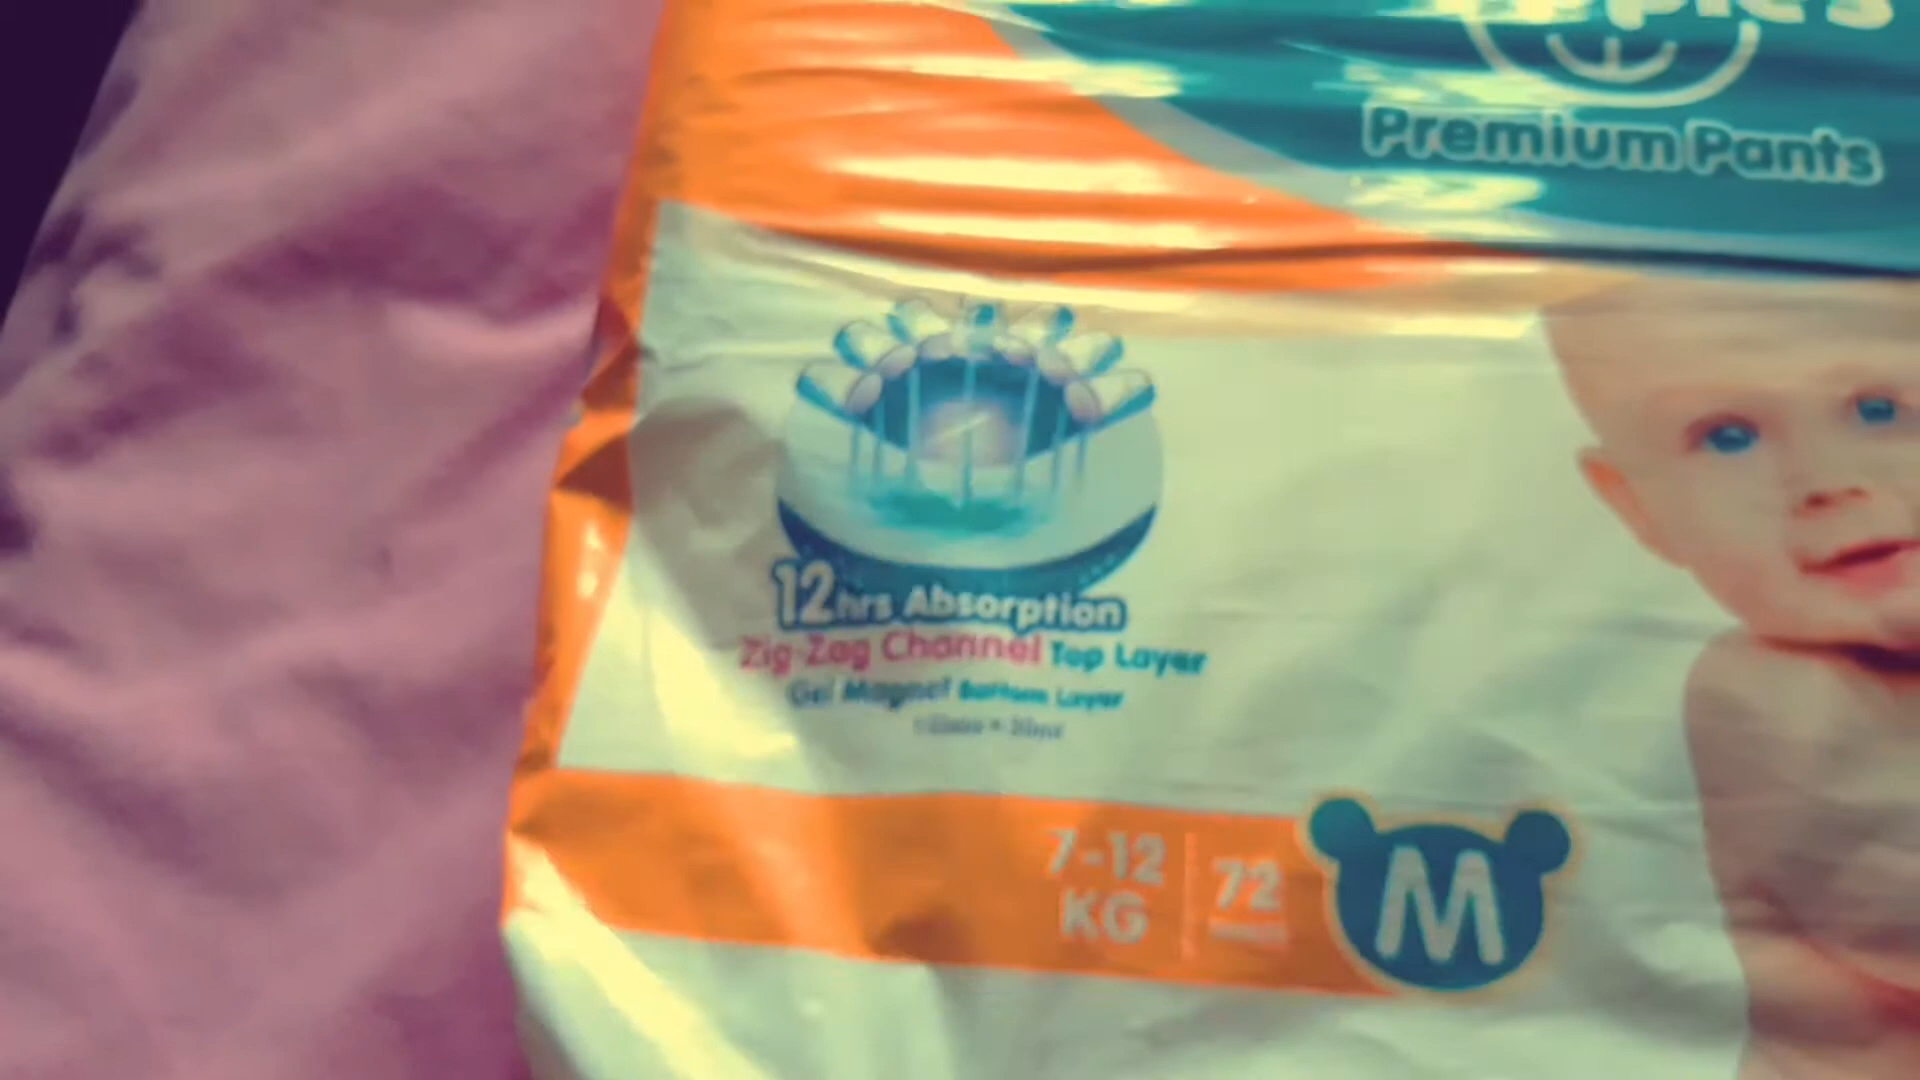 Premium Pants
12hrs Absorption
Zig Zag Channel Top Layer
Gel Magnet Bottom Layer
7-12
KG
72
M